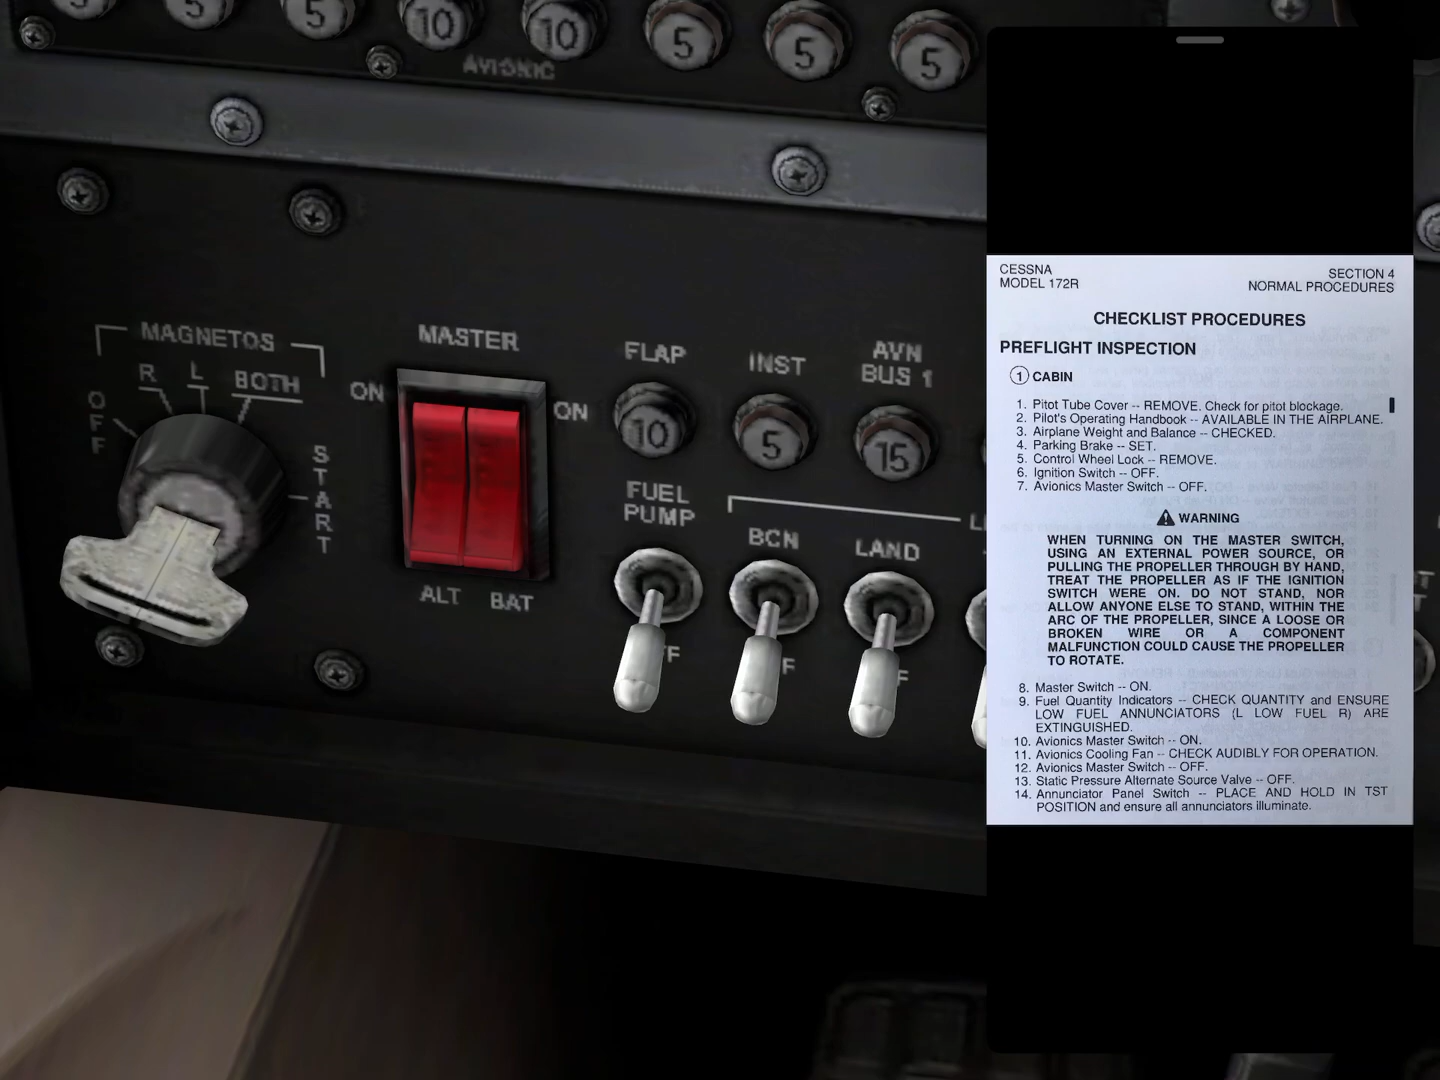 5
5
5
10
10
5
5
5
AVIONIC
MAGNETOS
R
L
BOTH
OFF
START
MASTER
ON
ON
ALT
BAT
FLAP
10
INST
5
AVN
BUS 1
15
FUEL
PUMP
BCN
LAND
CESSNA
MODEL 172R
SECTION 4
NORMAL PROCEDURES
CHECKLIST PROCEDURES
PREFLIGHT INSPECTION
1 CABIN
1. Pitot Tube Cover -- REMOVE. Check for pitot blockage.
2. Pilot's Operating Handbook -- AVAILABLE IN THE AIRPLANE.
3. Airplane Weight and Balance -- CHECKED.
4. Parking Brake -- SET.
5. Control Wheel Lock -- REMOVE.
6. Ignition Switch -- OFF.
7. Avionics Master Switch -- OFF.
WARNING
WHEN TURNING ON THE MASTER SWITCH,
USING AN EXTERNAL POWER SOURCE, OR
PULLING THE PROPELLER THROUGH BY HAND,
TREAT THE PROPELLER AS IF THE IGNITION
SWITCH WERE ON. DO NOT STAND, NOR
ALLOW ANYONE ELSE TO STAND, WITHIN THE
ARC OF THE PROPELLER, SINCE A LOOSE OR
BROKEN WIRE OR A COMPONENT
MALFUNCTION COULD CAUSE THE PROPELLER
TO ROTATE.
8. Master Switch -- ON.
9. Fuel Quantity Indicators -- CHECK QUANTITY and ENSURE
LOW FUEL ANNUNCIATORS (L LOW FUEL R) ARE
EXTINGUISHED.
10. Avionics Master Switch -- ON.
11. Avionics Cooling Fan -- CHECK AUDIBLY FOR OPERATION.
12. Avionics Master Switch -- OFF.
13. Static Pressure Alternate Source Valve -- OFF.
14. Annunciator Panel Switch -- PLACE AND HOLD IN TST
POSITION and ensure all annunciators illuminate.